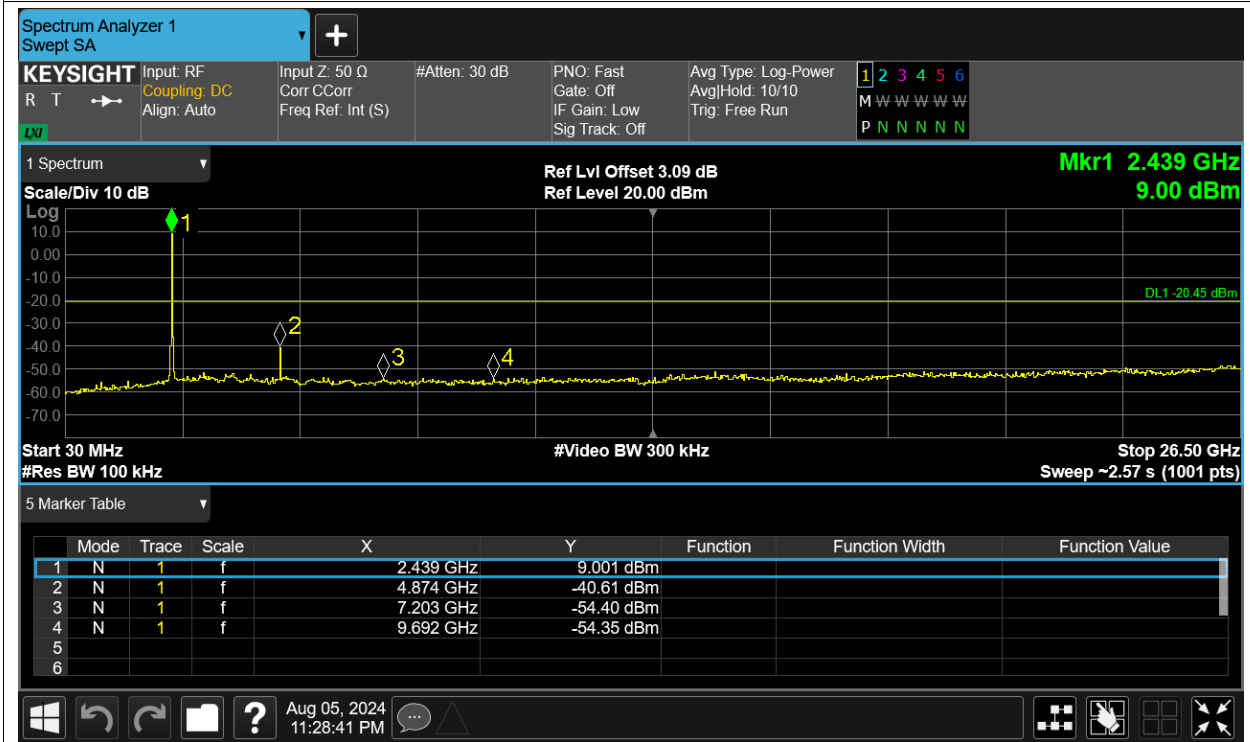 Spectrum Analyzer 1
Swept SA
+
KEYSIGHT
R T
LXI
Input: RF
Coupling: DC
Align: Auto
Input Z: 50 Ω
Corr CCorr
Freq Ref: Int (S)
#Atten: 30 dB
PNO: Fast
Gate: Off
IF Gain: Low
Sig Track: Off
Avg Type: Log-Power
Avg|Hold: 10/10
Trig: Free Run
1 2 3 4 5 6
M W W W W W
P N N N N N
1 Spectrum
Scale/Div 10 dB
Ref Lvl Offset 3.09 dB
Ref Level 20.00 dBm
Mkr1 2.439 GHz
9.00 dBm
Log
10.0
0.00
-10.0
-20.0
-30.0
-40.0
-50.0
-60.0
-70.0
1
2
3
4
DL1 -20.45 dBm
Start 30 MHz
#Res BW 100 kHz
#Video BW 300 kHz
Stop 26.50 GHz
Sweep ~2.57 s (1001 pts)
5 Marker Table
Mode Trace Scale X Y Function Function Width Function Value
1 N 1 f 2.439 GHz 9.001 dBm
2 N 1 f 4.874 GHz -40.61 dBm
3 N 1 f 7.203 GHz -54.40 dBm
4 N 1 f 9.692 GHz -54.35 dBm
5
6
?
Aug 05, 2024
11:28:41 PM